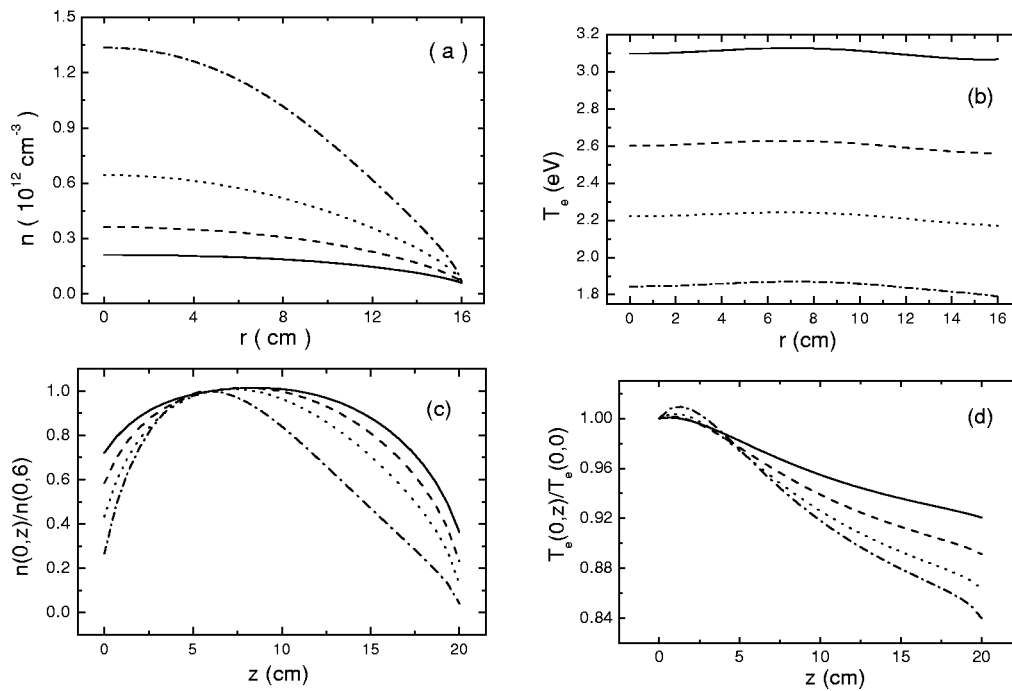 1.5
1.2
0.9
0.6
0.3
0.0
n ( 10^12 cm^-3)
( a )
0 4 8 12 16
r ( cm )
3.2
3.0
2.8
2.6
2.4
2.2
2.0
1.8
T_e (eV)
(b)
0 2 4 6 8 10 12 14 16
r (cm)
1.0
0.8
0.6
0.4
0.2
0.0
n(0,z)/n(0,6)
(c)
0 5 10 15 20
z (cm)
1.00
0.96
0.92
0.88
0.84
T_e(0,z)/T_e(0,0)
(d)
0 5 10 15 20
z (cm)